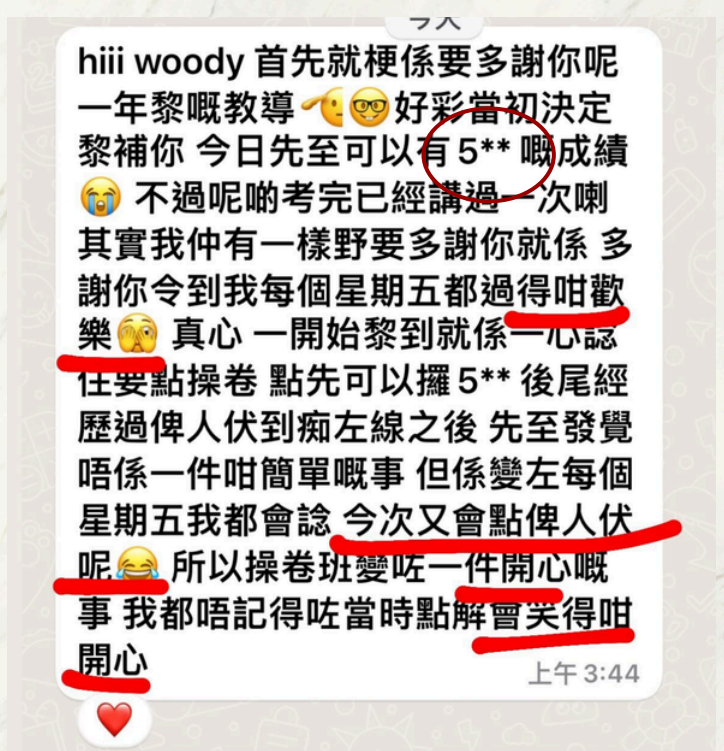 今天
hiii woody 首先就梗係要多謝你呢
一年黎嘅教導 🫡🤓好彩當初決定
黎補你 今日先至可以有 5** 嘅成績
😭 不過呢啲考完已經講過一次喇
其實我仲有一樣野要多謝你就係 多
謝你令到我每個星期五都過得咁歡
樂🫣 真心 一開始黎到就係一心諗
住要點操卷 點先可以攞 5** 後尾經
歷過俾人伏到痴左線之後 先至發覺
唔係一件咁簡單嘅事 但係變左每個
星期五我都會諗 今次又會點俾人伏
呢😂 所以操卷班變咗一件開心嘅
事 我都唔記得咗當時點解會笑得咁
開心
上午 3:44